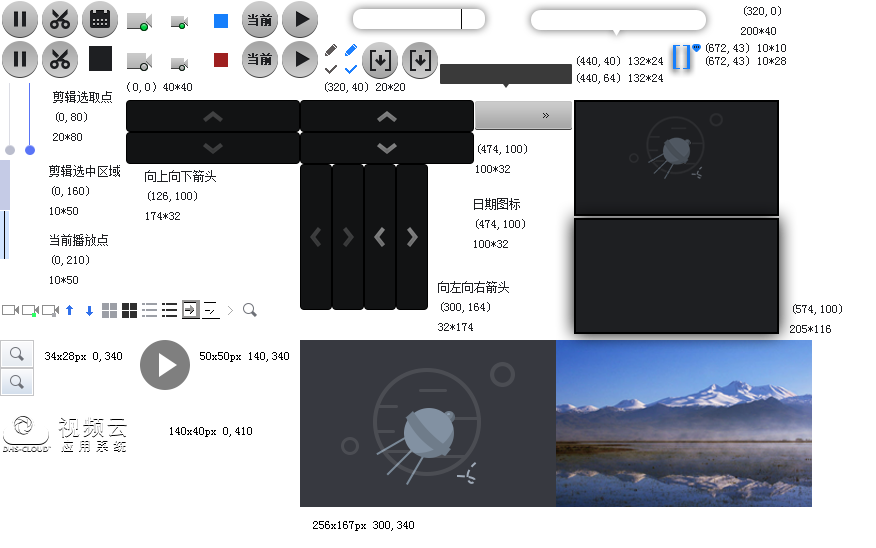 当前
(320, 0)
200*40
当前
(672, 43) 10*10
(440, 40) 132*24
(672, 43) 10*28
(440, 64) 132*24
(0, 0) 40*40
(320, 40) 20*20
剪辑选取点
(0, 80)
20*80
»
(474, 100)
100*32
剪辑选中区域
(0, 160)
10*50
向上向下箭头
(126, 100)
174*32
日期图标
(474, 100)
100*32
当前播放点
(0, 210)
10*50
向左向右箭头
(300, 164)
32*174
(574, 100)
205*116
34x28px 0,340
50x50px 140,340
视频云
应用系统
DHS-CLOUD
140x40px 0,410
256x167px 300,340